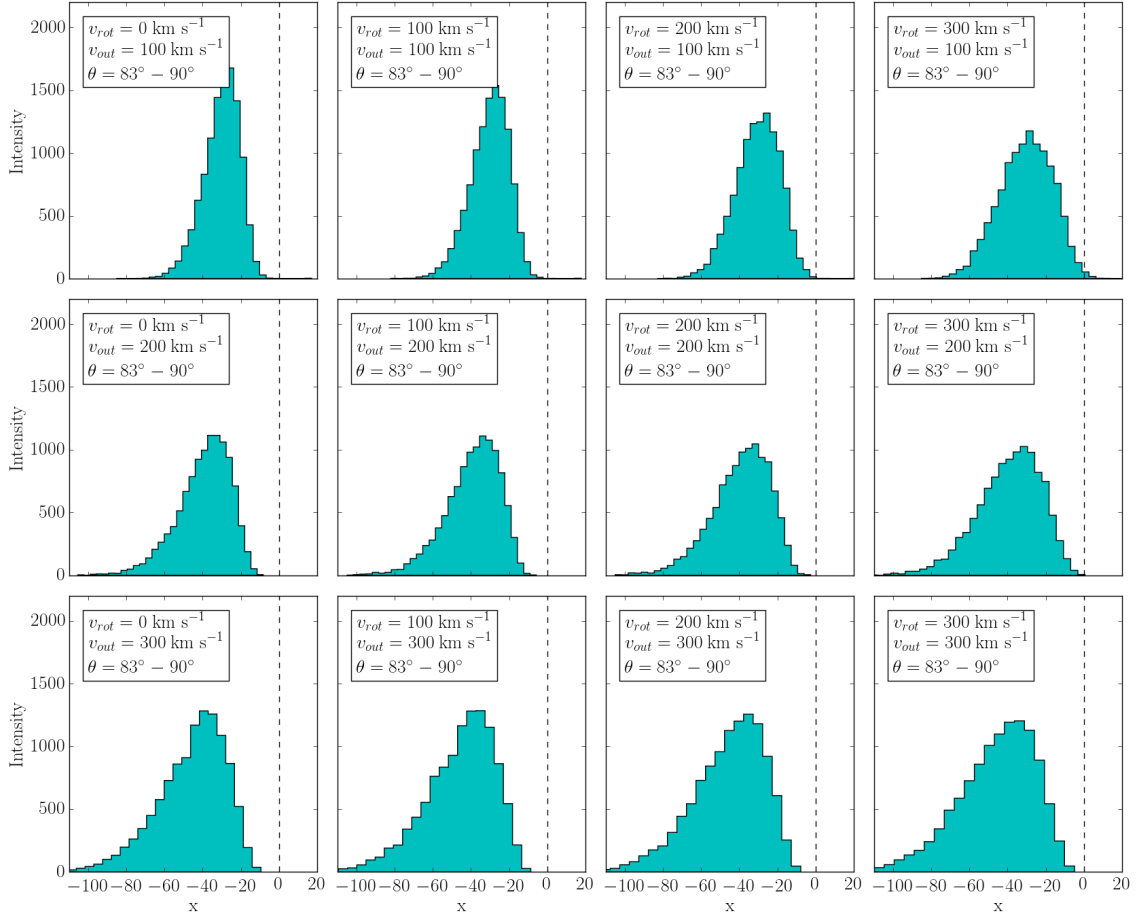 2000
1500
1000
500
0
Intensity
v_rot = 0 km s⁻¹
v_out = 100 km s⁻¹
θ = 83° − 90°
v_rot = 100 km s⁻¹
v_out = 100 km s⁻¹
θ = 83° − 90°
v_rot = 200 km s⁻¹
v_out = 100 km s⁻¹
θ = 83° − 90°
v_rot = 300 km s⁻¹
v_out = 100 km s⁻¹
θ = 83° − 90°
2000
1500
1000
500
0
Intensity
v_rot = 0 km s⁻¹
v_out = 200 km s⁻¹
θ = 83° − 90°
v_rot = 100 km s⁻¹
v_out = 200 km s⁻¹
θ = 83° − 90°
v_rot = 200 km s⁻¹
v_out = 200 km s⁻¹
θ = 83° − 90°
v_rot = 300 km s⁻¹
v_out = 200 km s⁻¹
θ = 83° − 90°
2000
1500
1000
500
0
Intensity
v_rot = 0 km s⁻¹
v_out = 300 km s⁻¹
θ = 83° − 90°
v_rot = 100 km s⁻¹
v_out = 300 km s⁻¹
θ = 83° − 90°
v_rot = 200 km s⁻¹
v_out = 300 km s⁻¹
θ = 83° − 90°
v_rot = 300 km s⁻¹
v_out = 300 km s⁻¹
θ = 83° − 90°
−100 −80 −60 −40 −20 0 20
x
−100 −80 −60 −40 −20 0 20
x
−100 −80 −60 −40 −20 0 20
x
−100 −80 −60 −40 −20 0 20
x